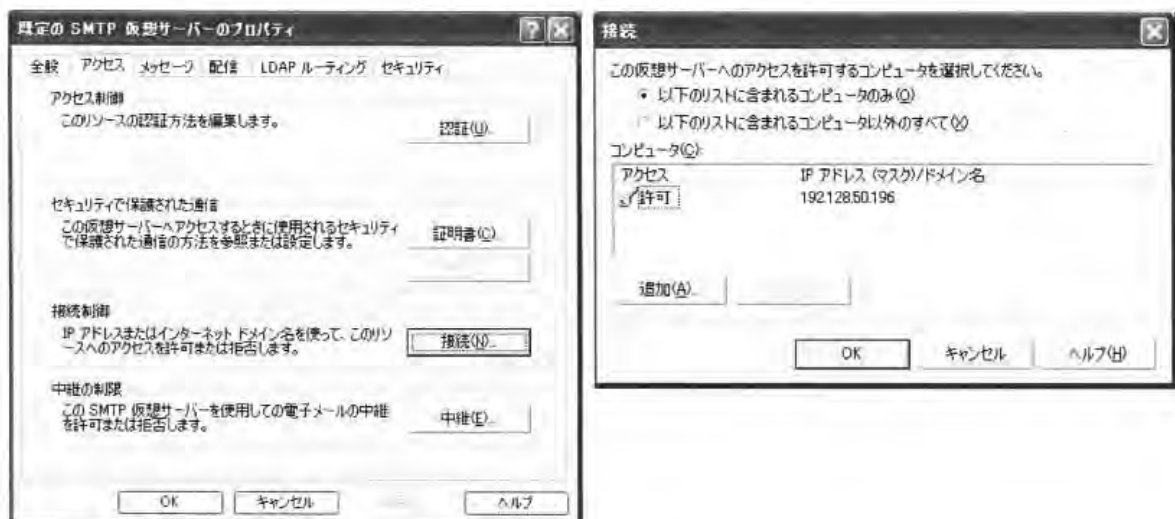 既定の SMTP 仮想サーバーのプロパティ
全般 アクセス メッセージ 配信 LDAP ルーティング セキュリティ
アクセス制御
このリソースの認証方法を編集します。
認証(U)...
セキュリティで保護された通信
この仮想サーバーへアクセスするときに使用されるセキュリティ
で保護された通信の方法を参照または設定します。
証明書(C)...
接続制御
IP アドレスまたはインターネット ドメイン名を使って、このリソ
ースへのアクセスを許可または拒否します。
接続(N)...
中継の制限
この SMTP 仮想サーバーを使用しての電子メールの中継
を許可または拒否します。
中継(E)...
OK キャンセル ヘルプ
接続
この仮想サーバーへのアクセスを許可するコンピュータを選択してください。
以下のリストに含まれるコンピュータのみ(O)
以下のリストに含まれるコンピュータ以外のすべて(X)
コンピュータ(C):
アクセス IP アドレス (マスク)/ドメイン名
許可 192.128.50.196
追加(A)...
OK キャンセル ヘルプ(H)